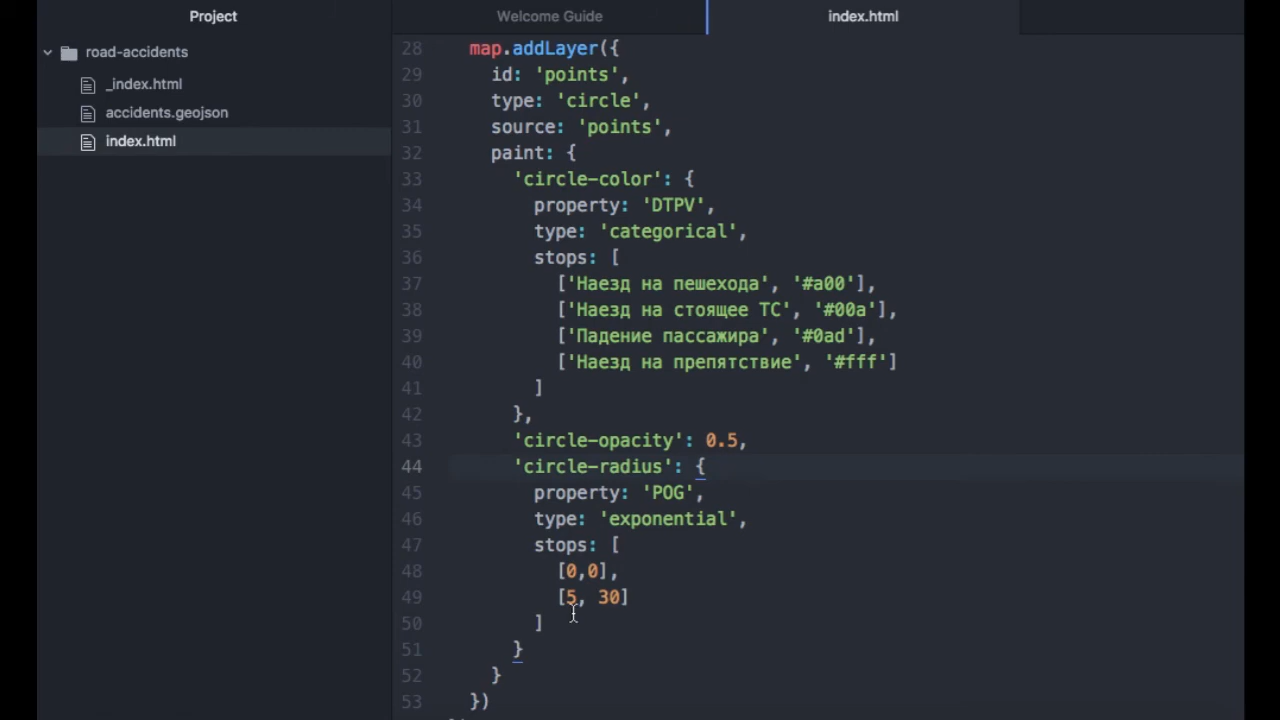 Project
Welcome Guide
index.html
road-accidents
_index.html
accidents.geojson
index.html
28 map.addLayer({
29 id: 'points',
30 type: 'circle',
31 source: 'points',
32 paint: {
33 'circle-color': {
34 property: 'DTPV',
35 type: 'categorical',
36 stops: [
37 ['Наезд на пешехода', '#a00'],
38 ['Наезд на стоящее ТС', '#00a'],
39 ['Падение пассажира', '#0ad'],
40 ['Наезд на препятствие', '#fff']
41 ]
42 },
43 'circle-opacity': 0.5,
44 'circle-radius': {
45 property: 'POG',
46 type: 'exponential',
47 stops: [
48 [0,0],
49 [5, 30]
50 ]
51 }
52 }
53 })